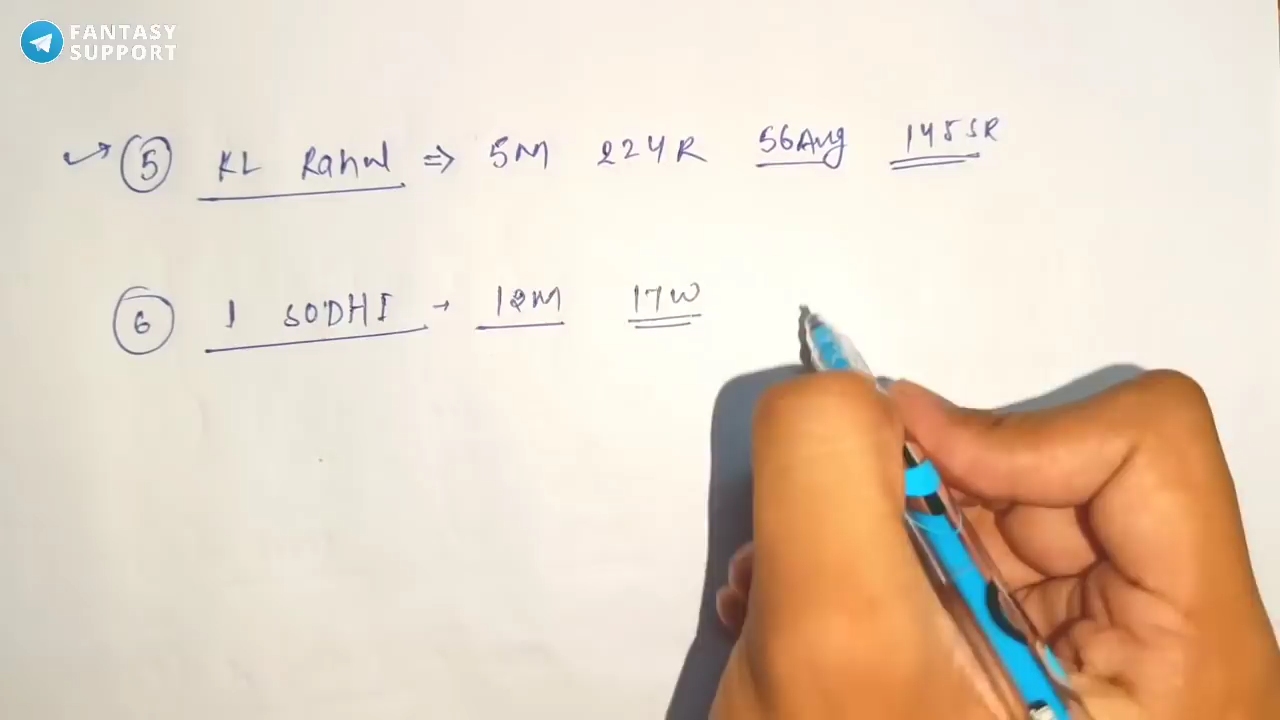 FANTASY
SUPPORT
5 KL Rahul ⇒ 5M 224R 56Avg 145SR
6 I SODHI → 12M 17W